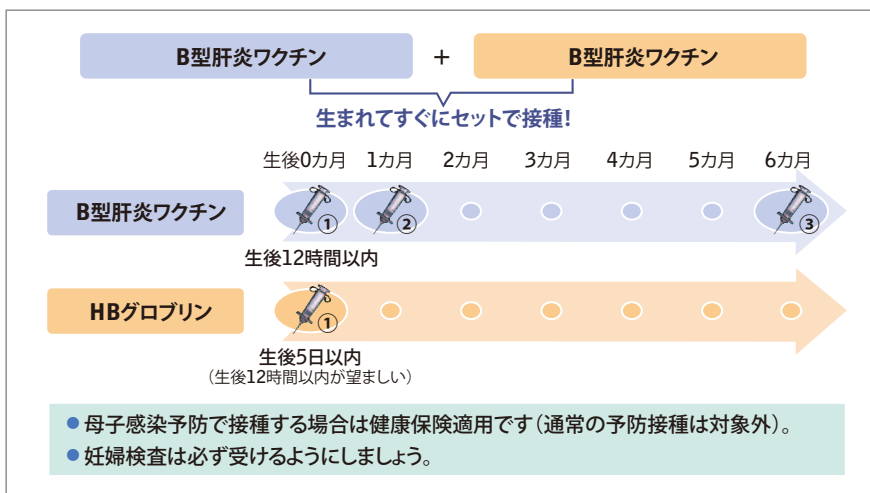 B型肝炎ワクチン + B型肝炎ワクチン
生まれてすぐにセットで接種!
生後0カ月 1カ月 2カ月 3カ月 4カ月 5カ月 6カ月
B型肝炎ワクチン ① ② ③
生後12時間以内
HBグロブリン ①
生後5日以内
(生後12時間以内が望ましい)
●母子感染予防で接種する場合は健康保険適用です(通常の予防接種は対象外)。
●妊婦検査は必ず受けるようにしましょう。